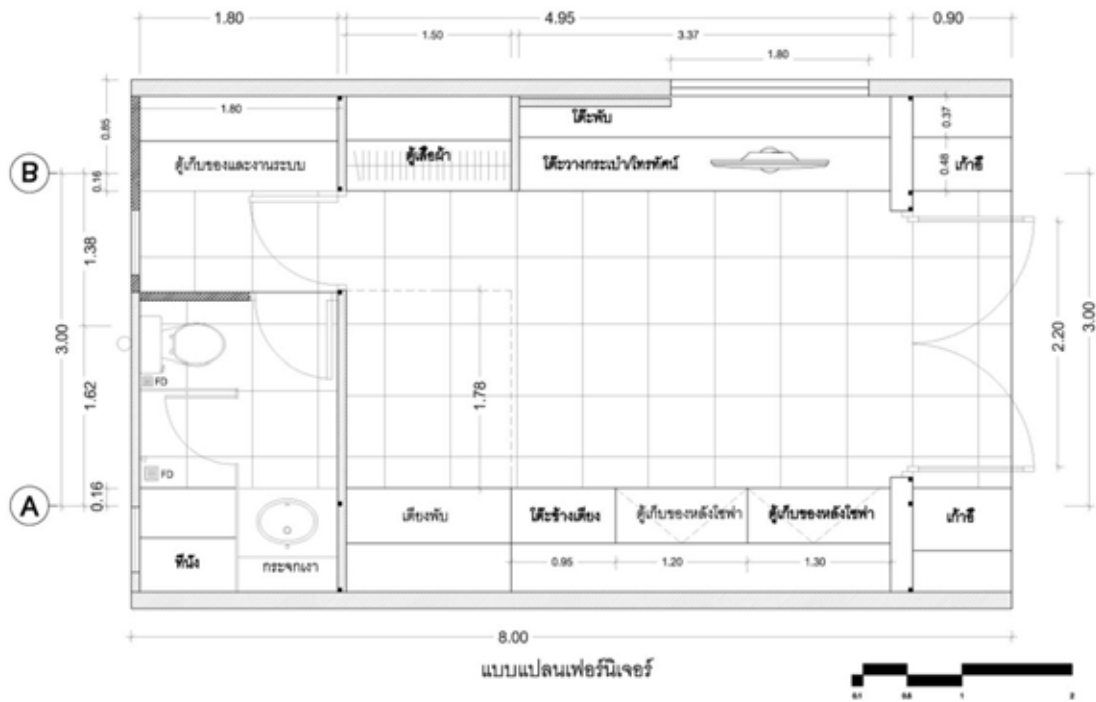 1.80
4.95
0.90
1.50
3.37
1.80
1.80
0.85
โต๊ะพับ
0.37
B
ตู้เก็บของและงานระบบ
ตู้เสื้อผ้า
โต๊ะวางกระเป๋า/โทรทัศน์
เก้าอี้
0.48
0.16
1.38
3.00
1.62
FD
1.78
2.20
3.00
FD
0.16
A
เตียงพับ
โต๊ะข้างเตียง
ตู้เก็บของหลังโซฟา
ตู้เก็บของหลังโซฟา
เก้าอี้
ที่นั่ง
กระจกเงา
0.95
1.20
1.30
8.00
แบบแปลนเฟอร์นิเจอร์
0.1
0.5
1
2